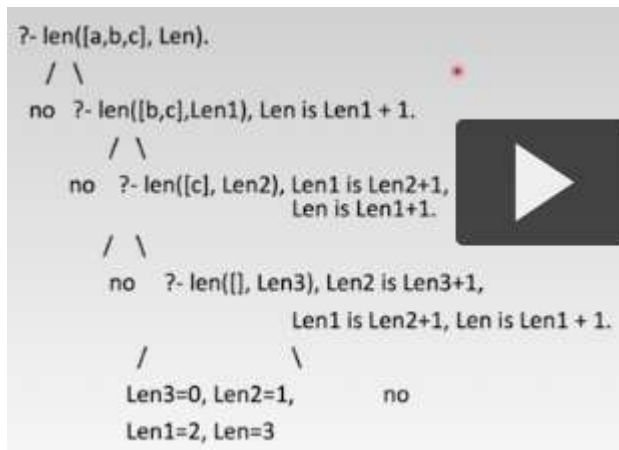 ?- len([a,b,c], Len).
/ \
no ?- len([b,c],Len1), Len is Len1 + 1.
/ \
no ?- len([c], Len2), Len1 is Len2+1,
Len is Len1+1.
/ \
no ?- len([], Len3), Len2 is Len3+1,
Len1 is Len2+1, Len is Len1 + 1.
/ \
Len3=0, Len2=1, no
Len1=2, Len=3